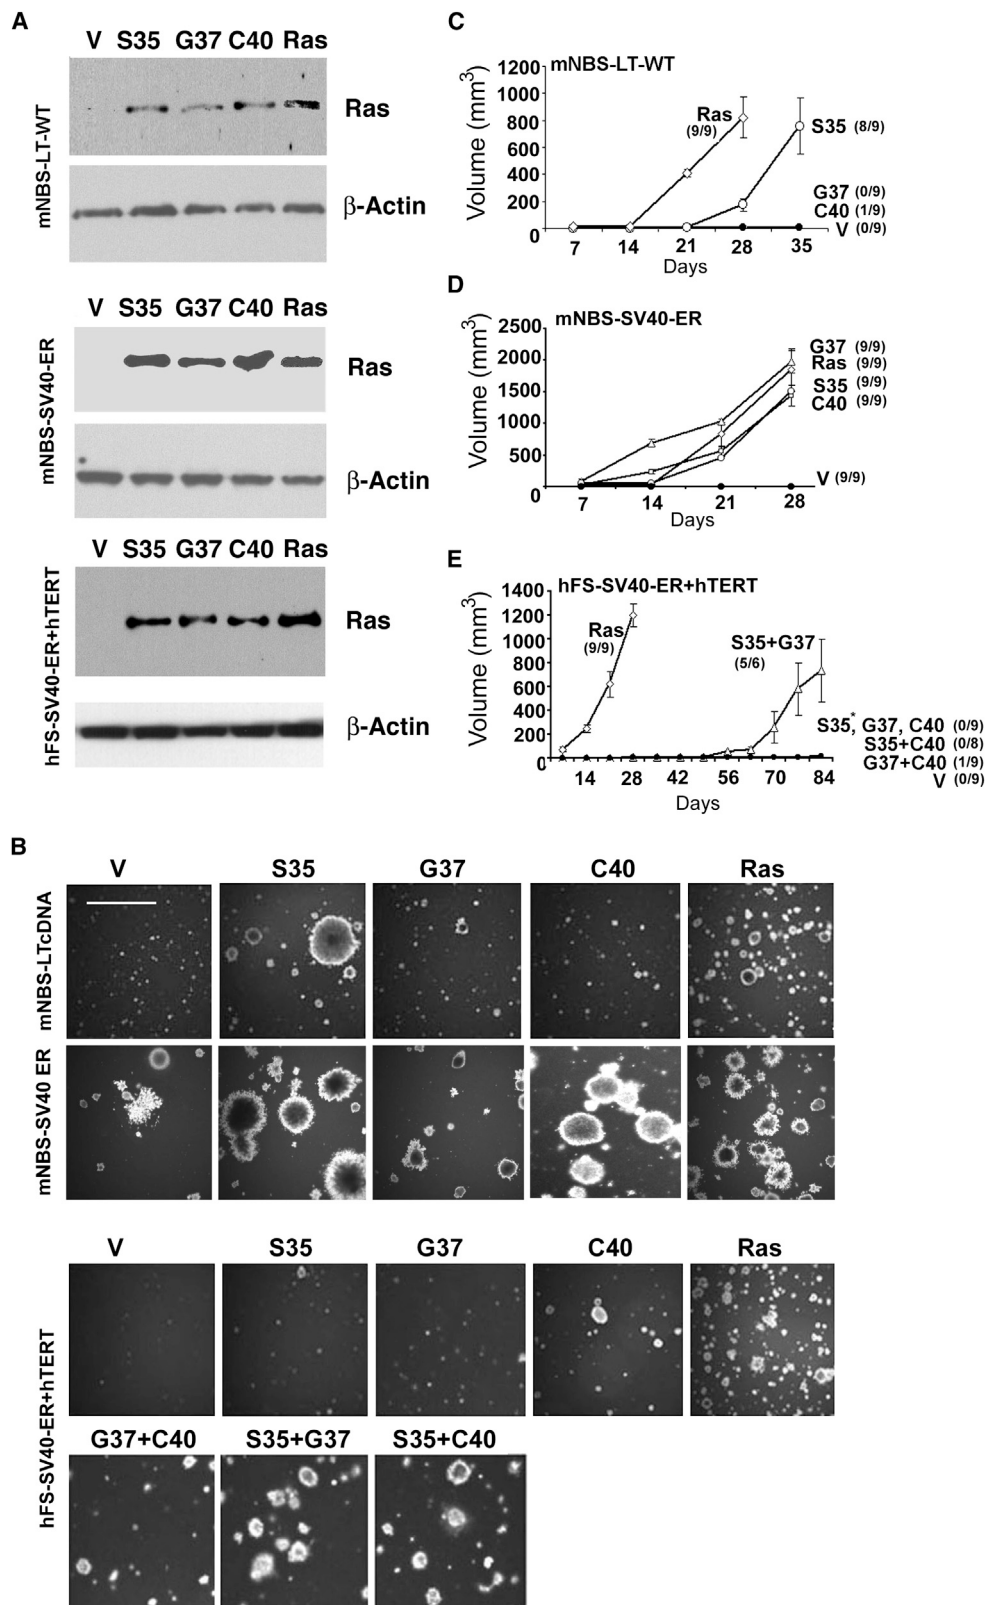 A
V S35 G37 C40 Ras
mNBS-LT-WT
Ras
β-Actin
V S35 G37 C40 Ras
mNBS-SV40-ER
Ras
β-Actin
V S35 G37 C40 Ras
hFS-SV40-ER+hTERT
Ras
β-Actin
C
mNBS-LT-WT
Volume (mm3)
1200
1000
800
600
400
200
0
Ras
(9/9)
S35 (8/9)
G37 (0/9)
C40 (1/9)
V (0/9)
7 14 21 28 35
Days
D
mNBS-SV40-ER
Volume (mm3)
2500
2000
1500
1000
500
0
G37 (9/9)
Ras (9/9)
S35 (9/9)
C40 (9/9)
V (9/9)
7 14 21 28
Days
E
hFS-SV40-ER+hTERT
Volume (mm3)
1400
1200
1000
800
600
400
200
0
Ras
(9/9)
S35+G37
(5/6)
S35*, G37, C40 (0/9)
S35+C40 (0/8)
G37+C40 (1/9)
V (0/9)
14 28 42 56 70 84
Days
B
V S35 G37 C40 Ras
mNBS-LTcDNA
mNBS-SV40 ER
V S35 G37 C40 Ras
hFS-SV40-ER+hTERT
G37+C40 S35+G37 S35+C40